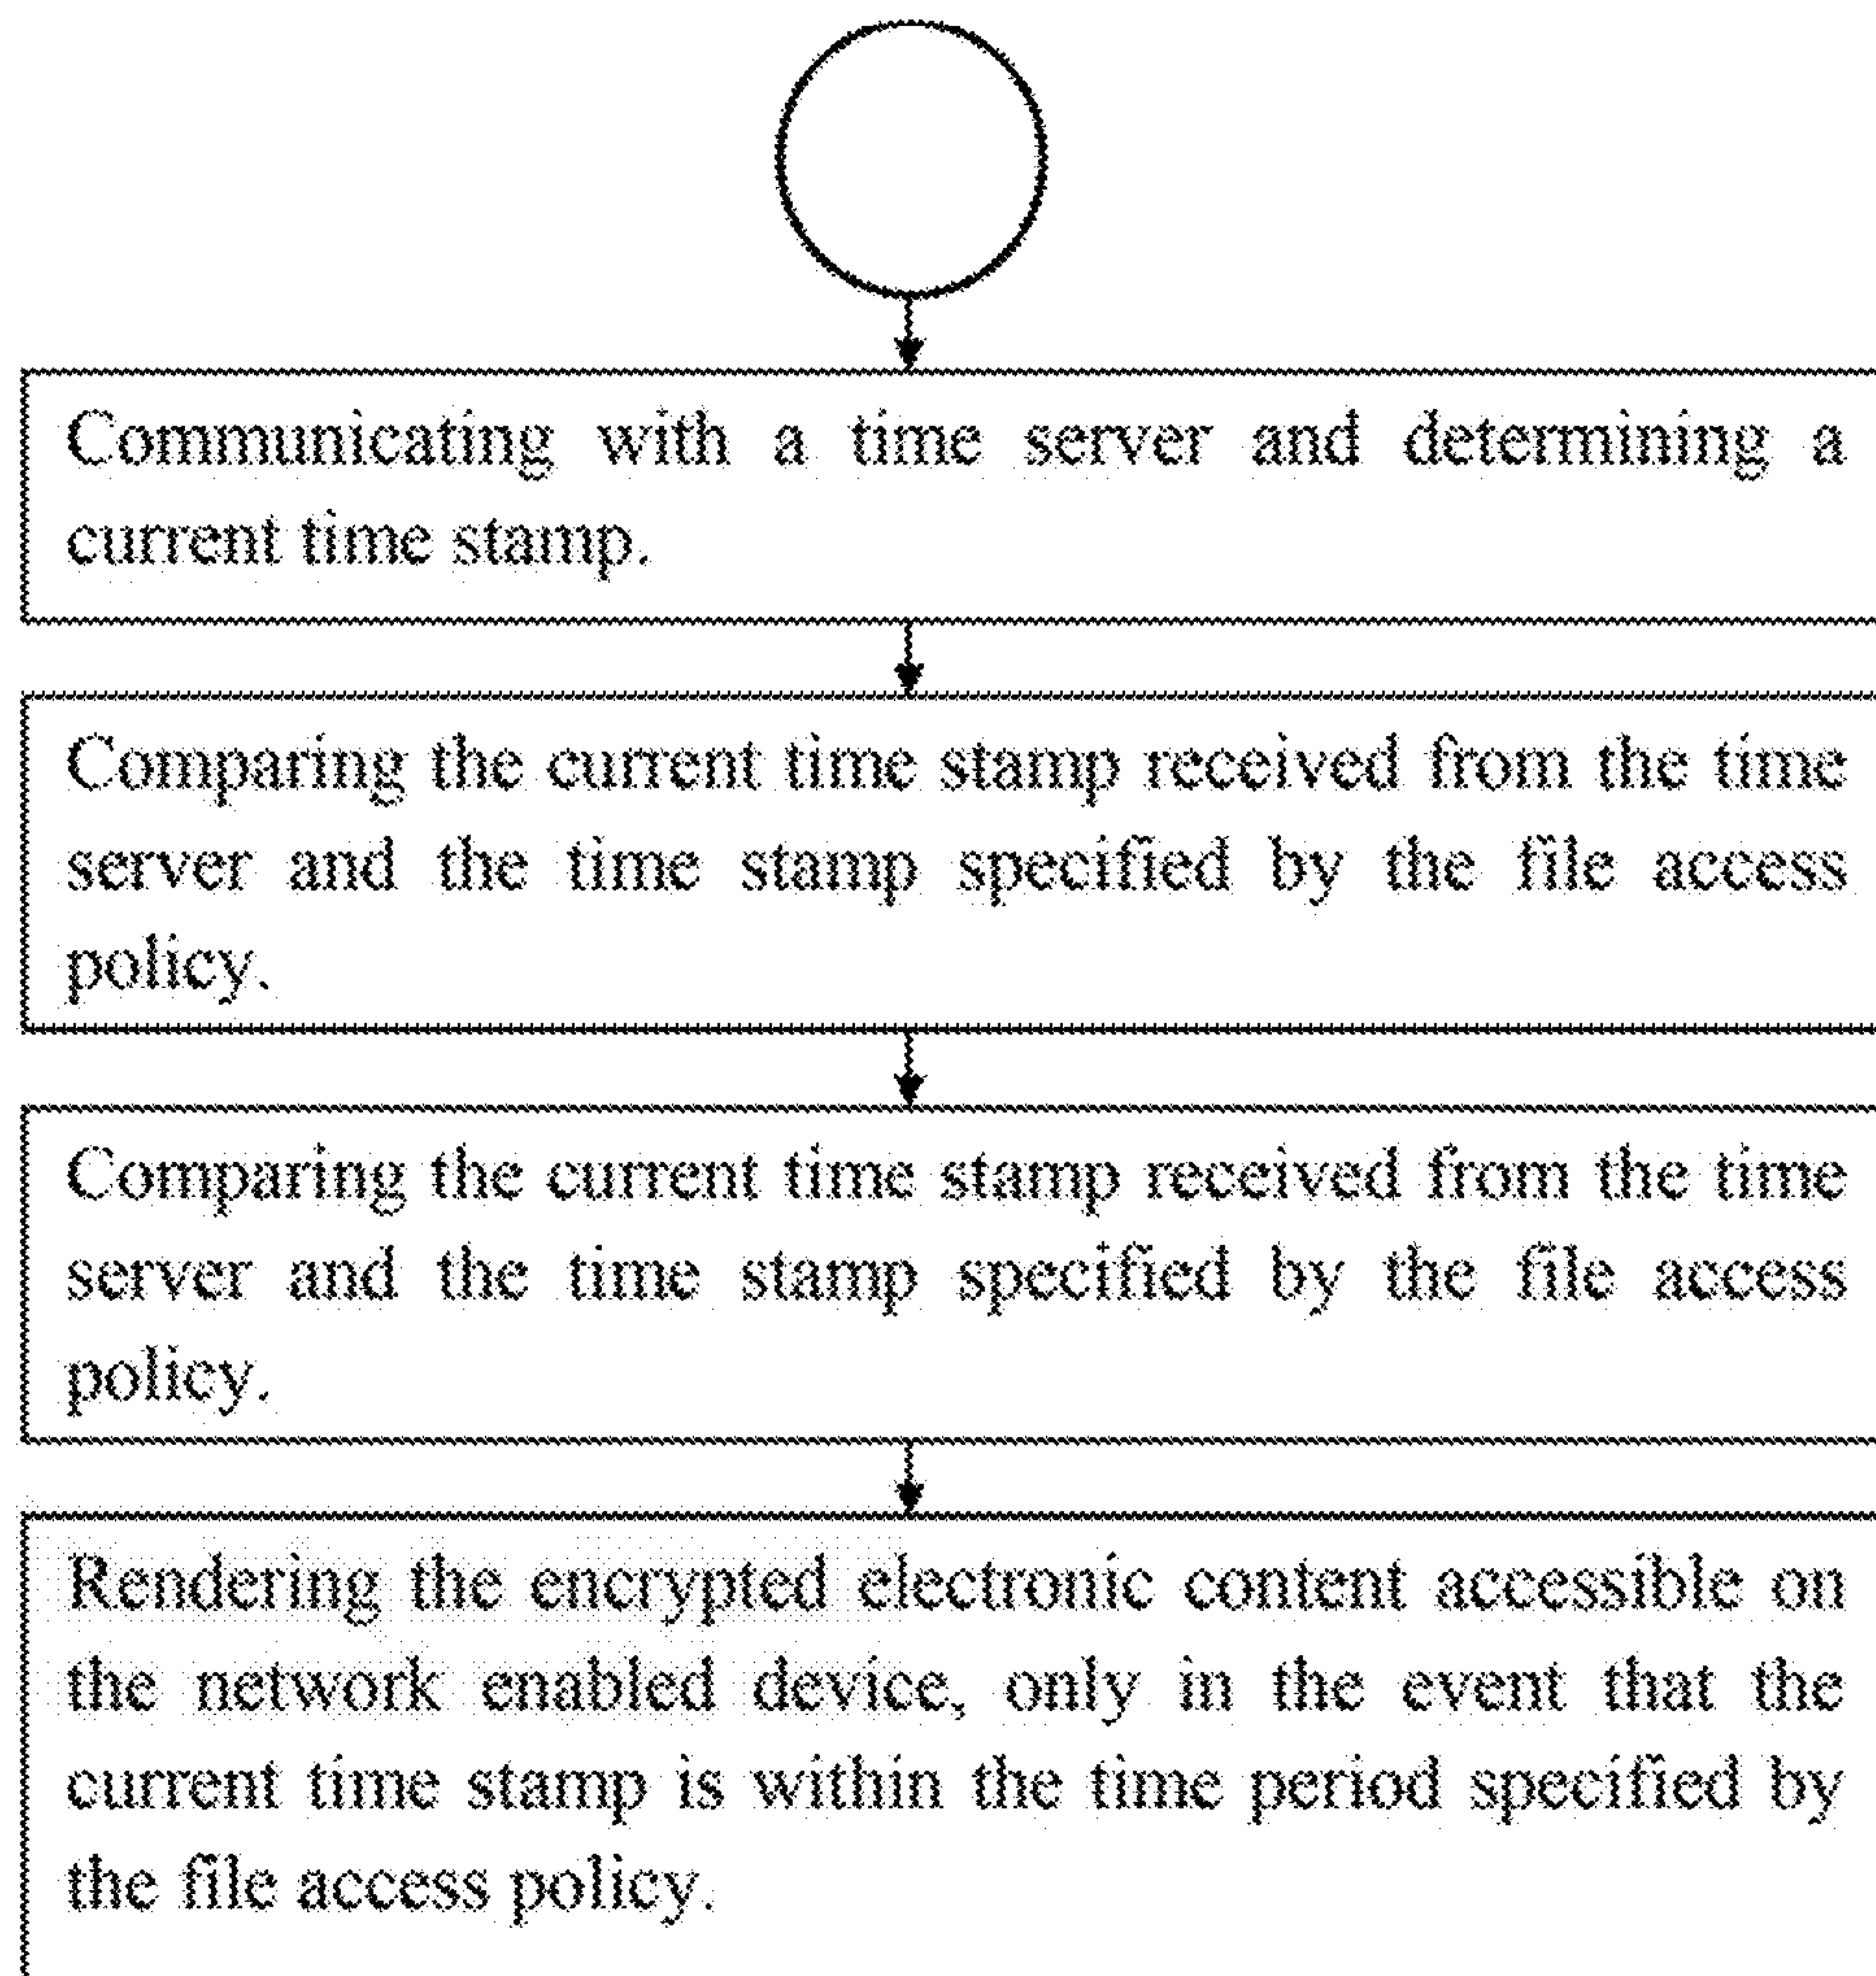 Communicating with a time server and determining a
current time stamp.
Comparing the current time stamp received from the time
server and the time stamp specified by the file access
policy.
Comparing the current time stamp received from the time
server and the time stamp specified by the file access
policy.
Rendering the encrypted electronic content accessible on
the network enabled device, only in the event that the
current time stamp is within the time period specified by
the file access policy.